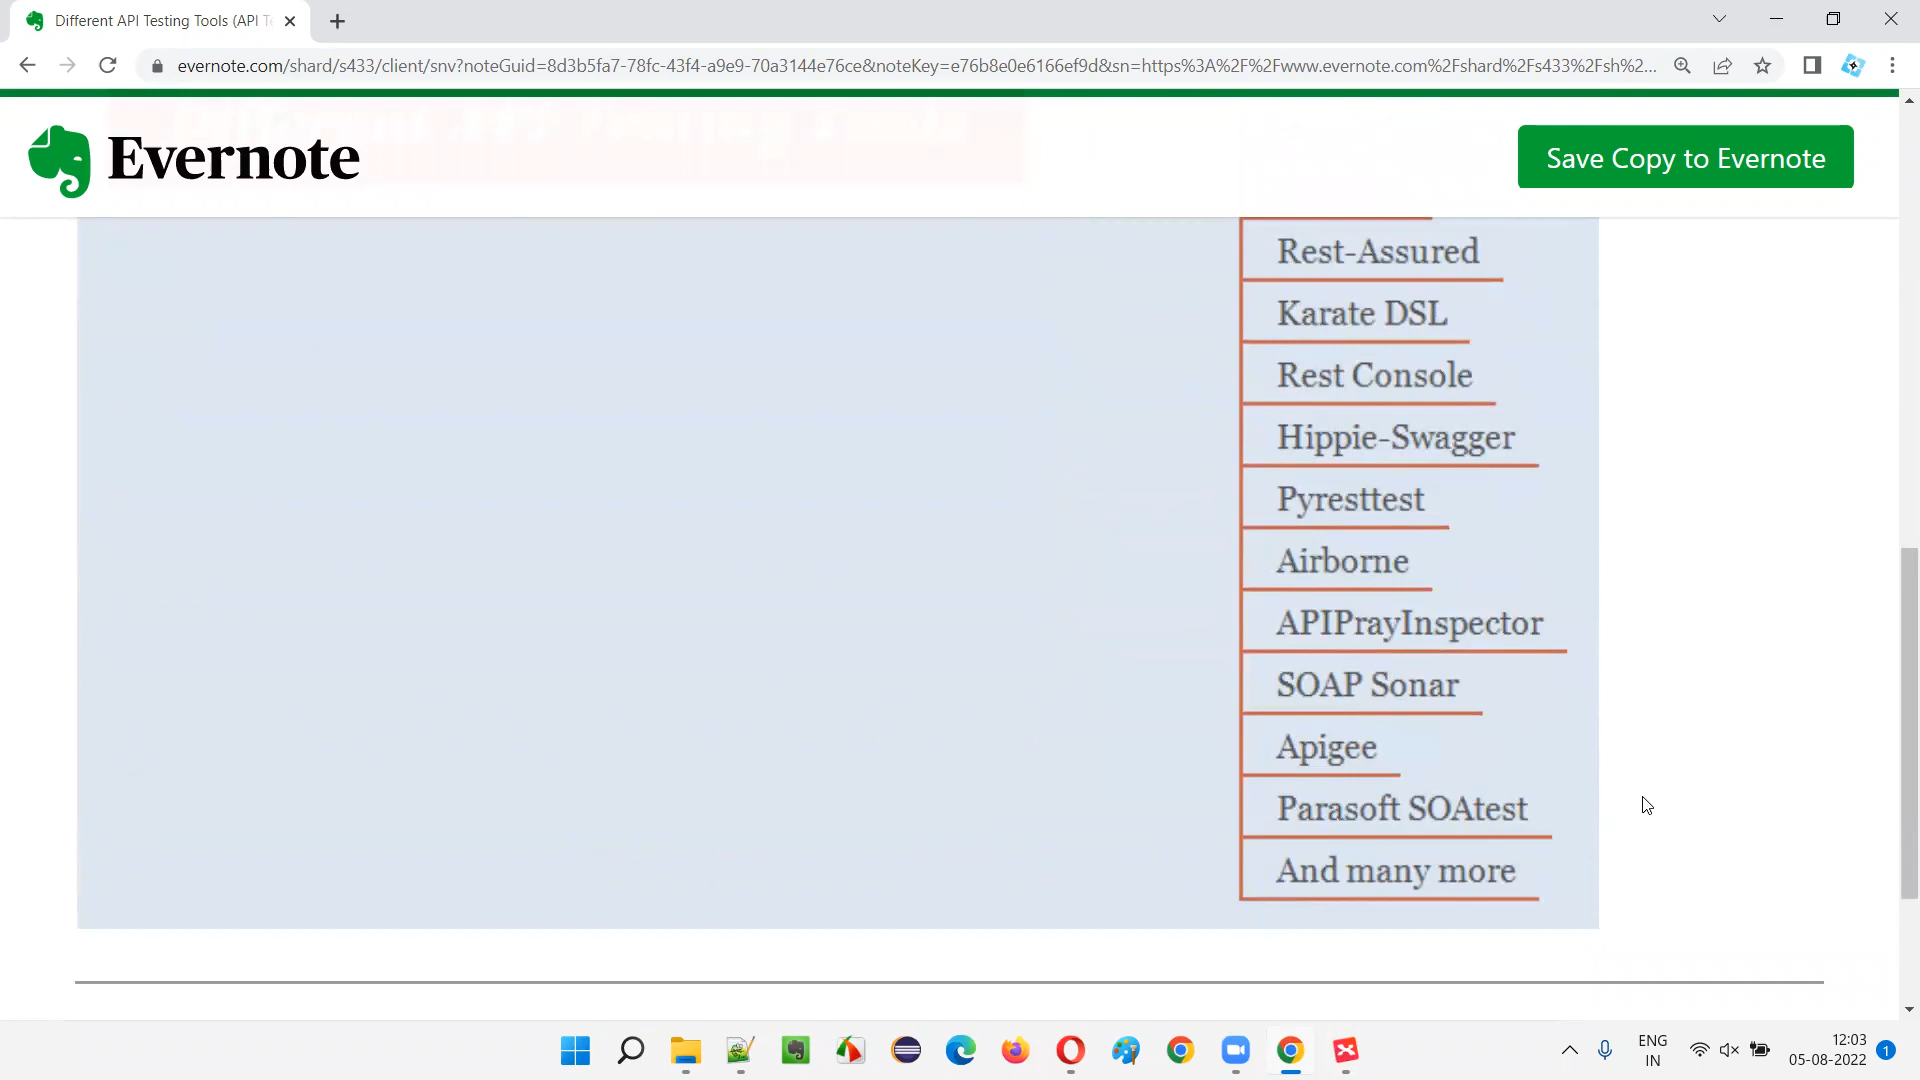 Different API Testing Tools (API T
evernote.com/shard/s433/client/snv?noteGuid=8d3b5fa7-78fc-43f4-a9e9-70a3144e76ce&noteKey=e76b8e0e6166ef9d&sn=https%3A%2F%2Fwww.evernote.com%2Fshard%2Fs433%2Fsh%2...
Evernote
Save Copy to Evernote
Rest-Assured
Karate DSL
Rest Console
Hippie-Swagger
Pyresttest
Airborne
APIPrayInspector
SOAP Sonar
Apigee
Parasoft SOAtest
And many more
ENG
IN
12:03
05-08-2022
1